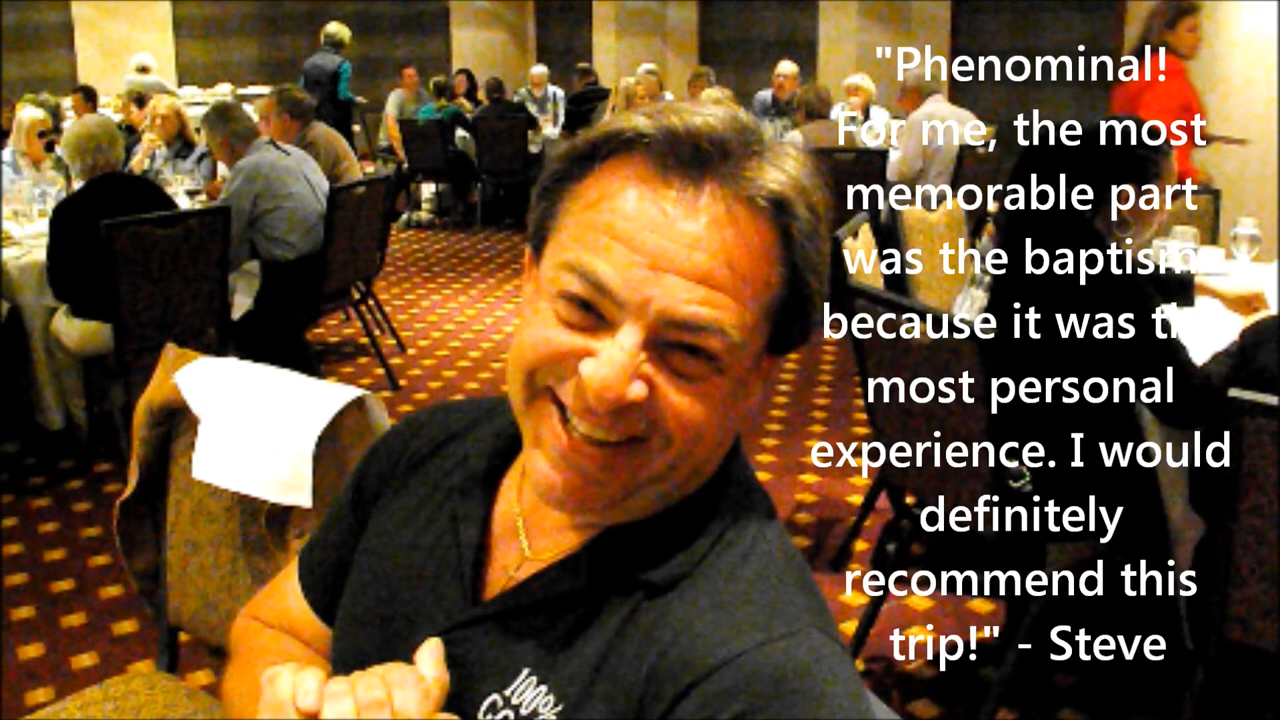 "Phenominal!
For me, the most
memorable part
was the baptism
because it was the
most personal
experience. I would
definitely
recommend this
trip!" - Steve
100%